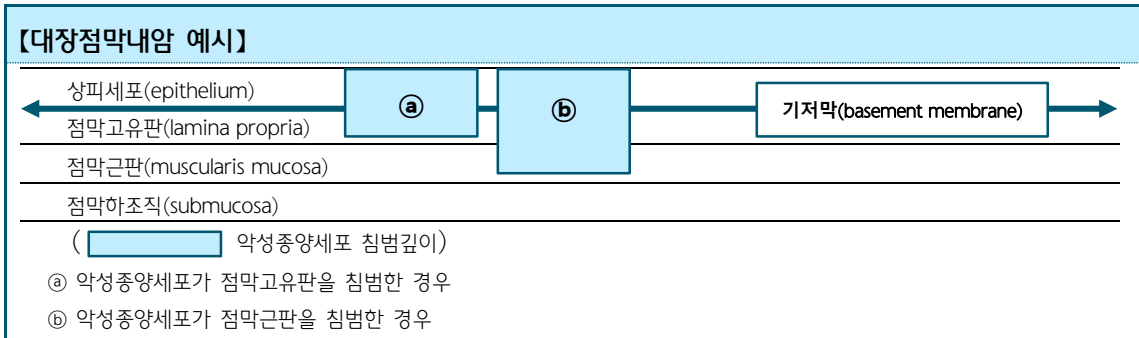 【대장점막내암 예시】
상피세포(epithelium)
ⓐ
ⓑ
기저막(basement membrane)
점막고유판(lamina propria)
점막근판(muscularis mucosa)
점막하조직(submucosa)
( 악성종양세포 침범깊이)
ⓐ 악성종양세포가 점막고유판을 침범한 경우
ⓑ 악성종양세포가 점막근판을 침범한 경우